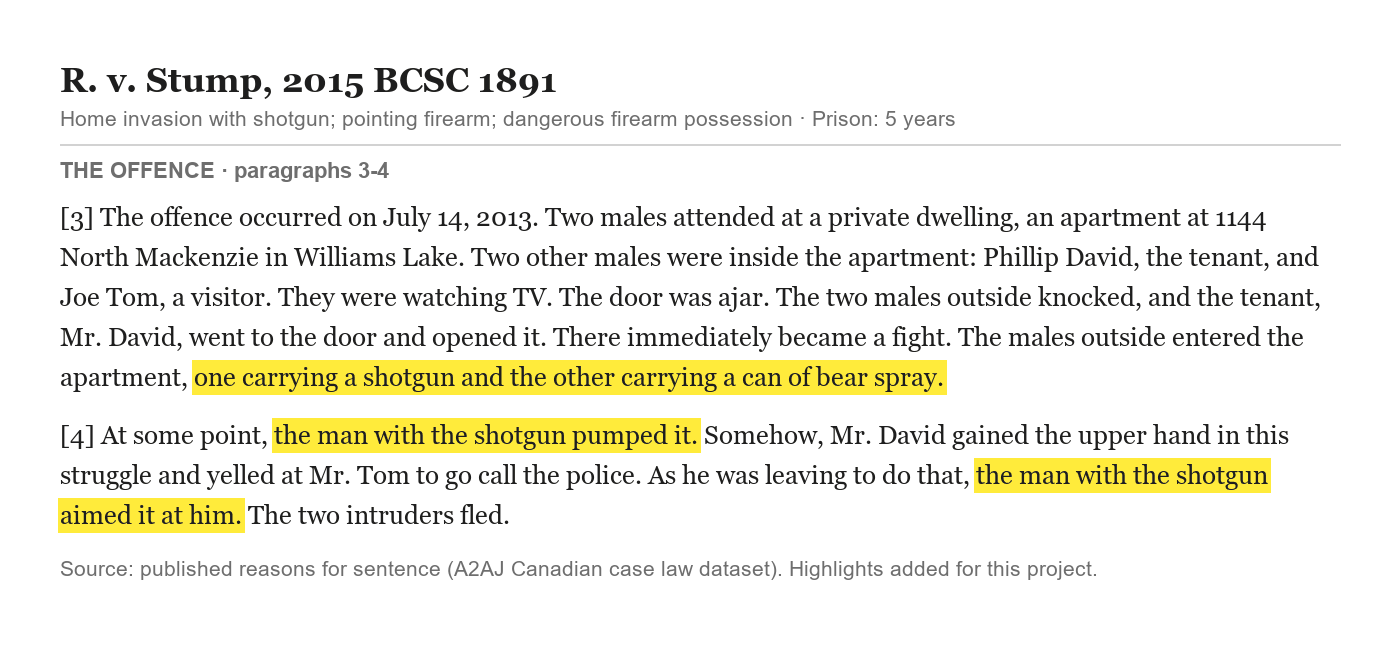 R. v. Stump, 2015 BCSC 1891
Home invasion with shotgun; pointing firearm; dangerous firearm possession · Prison: 5 years
THE OFFENCE · paragraphs 3-4
[3] The offence occurred on July 14, 2013. Two males attended at a private dwelling, an apartment at 1144
North Mackenzie in Williams Lake. Two other males were inside the apartment: Phillip David, the tenant, and
Joe Tom, a visitor. They were watching TV. The door was ajar. The two males outside knocked, and the tenant,
Mr. David, went to the door and opened it. There immediately became a fight. The males outside entered the
apartment, one carrying a shotgun and the other carrying a can of bear spray.
[4] At some point, the man with the shotgun pumped it. Somehow, Mr. David gained the upper hand in this
struggle and yelled at Mr. Tom to go call the police. As he was leaving to do that, the man with the shotgun
aimed it at him. The two intruders fled.
Source: published reasons for sentence (A2AJ Canadian case law dataset). Highlights added for this project.